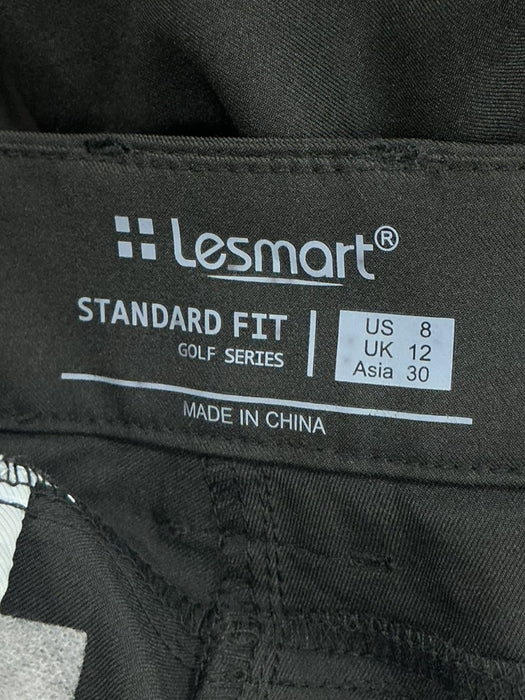 Lesmart®
STANDARD FIT
GOLF SERIES
US 8
UK 12
Asia 30
MADE IN CHINA